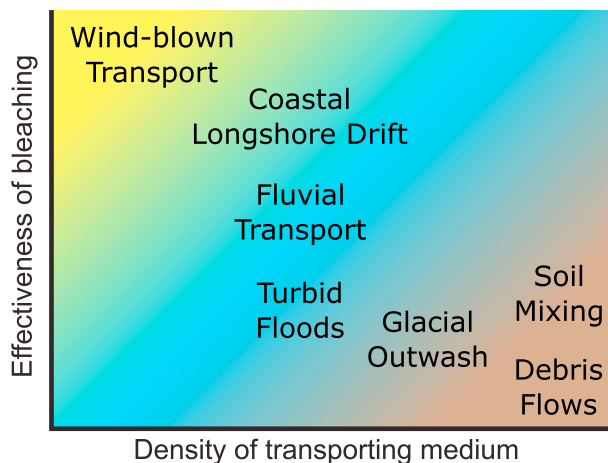 Wind-blown
Transport
Coastal
Longshore Drift
Fluvial
Transport
Turbid
Floods
Glacial
Outwash
Soil
Mixing
Debris
Flows
Effectiveness of bleaching
Density of transporting medium